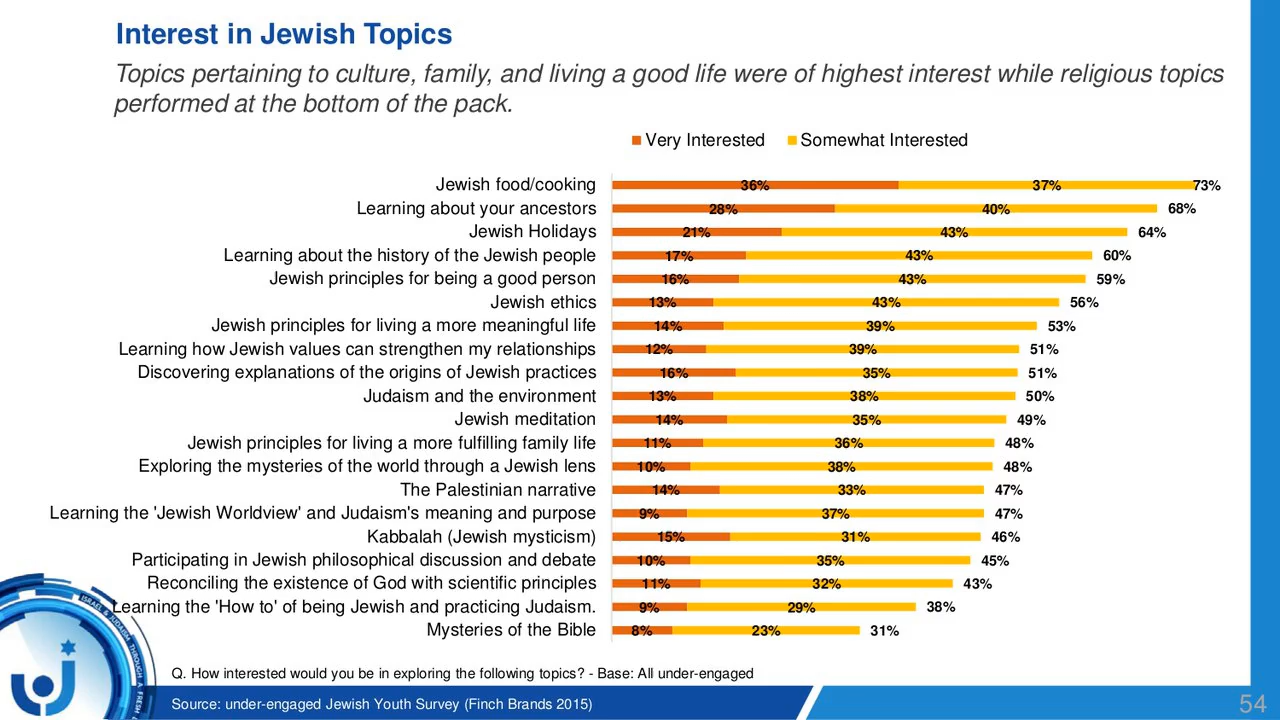 Interest in Jewish Topics
Topics pertaining to culture, family, and living a good life were of highest interest while religious topics
performed at the bottom of the pack.
Very Interested Somewhat Interested
Jewish food/cooking 36% 37% 73%
Learning about your ancestors 28% 40% 68%
Jewish Holidays 21% 43% 64%
Learning about the history of the Jewish people 17% 43% 60%
Jewish principles for being a good person 16% 43% 59%
Jewish ethics 13% 43% 56%
Jewish principles for living a more meaningful life 14% 39% 53%
Learning how Jewish values can strengthen my relationships 12% 39% 51%
Discovering explanations of the origins of Jewish practices 16% 35% 51%
Judaism and the environment 13% 38% 50%
Jewish meditation 14% 35% 49%
Jewish principles for living a more fulfilling family life 11% 36% 48%
Exploring the mysteries of the world through a Jewish lens 10% 38% 48%
The Palestinian narrative 14% 33% 47%
Learning the 'Jewish Worldview' and Judaism's meaning and purpose 9% 37% 47%
Kabbalah (Jewish mysticism) 15% 31% 46%
Participating in Jewish philosophical discussion and debate 10% 35% 45%
Reconciling the existence of God with scientific principles 11% 32% 43%
Learning the 'How to' of being Jewish and practicing Judaism. 9% 29% 38%
Mysteries of the Bible 8% 23% 31%
ISRAEL & JUDAISM THROUGH A FRESH
Q. How interested would you be in exploring the following topics? - Base: All under-engaged
Source: under-engaged Jewish Youth Survey (Finch Brands 2015)
54